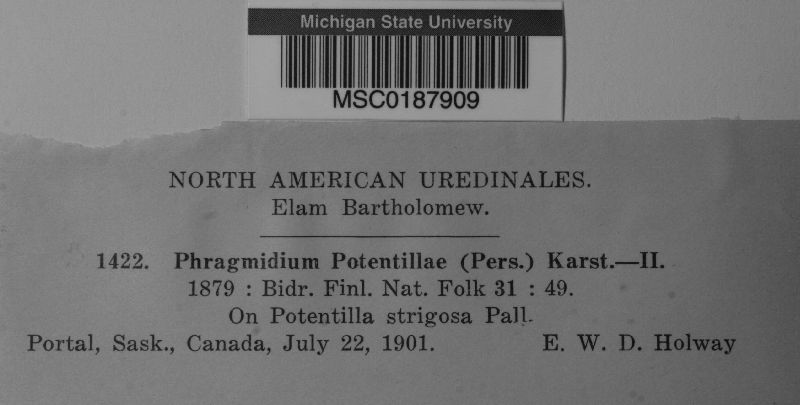 Michigan State University
MSC0187909
NORTH AMERICAN UREDINALES.
Elam Bartholomew.
1422. Phragmidium Potentillae (Pers.) Karst.—II.
1879 : Bidr. Finl. Nat. Folk 31 : 49.
On Potentilla strigosa Pall.
Portal, Sask., Canada, July 22, 1901. E. W. D. Holway